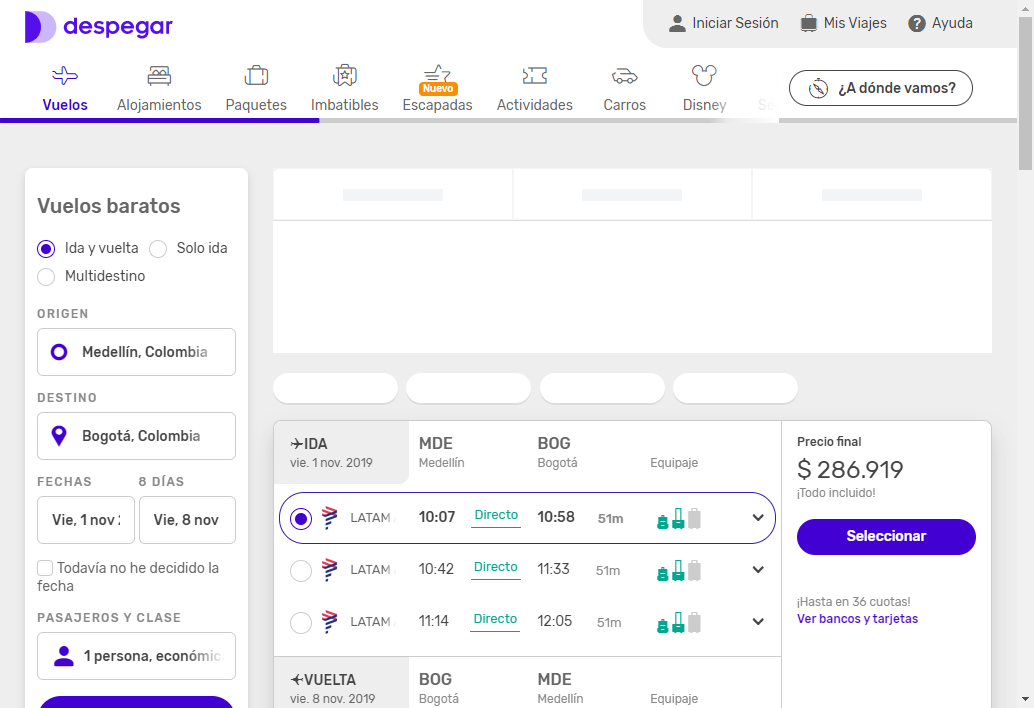 despegar
Iniciar Sesión
Mis Viajes
Ayuda
Vuelos
Alojamientos
Paquetes
Imbatibles
Nuevo
Escapadas
Actividades
Carros
Disney
¿A dónde vamos?
Vuelos baratos
Ida y vuelta
Solo ida
Multidestino
ORIGEN
Medellín, Colombia
DESTINO
Bogotá, Colombia
FECHAS
8 DÍAS
Vie, 1 nov
Vie, 8 nov
Todavía no he decidido la
fecha
PASAJEROS Y CLASE
1 persona, económic
IDA
vie. 1 nov. 2019
MDE
Medellín
BOG
Bogotá
Equipaje
LATAM
10:07
Directo
10:58
51m
LATAM
10:42
Directo
11:33
51m
LATAM
11:14
Directo
12:05
51m
VUELTA
vie. 8 nov. 2019
BOG
Bogotá
MDE
Medellín
Equipaje
Precio final
$ 286.919
¡Todo incluido!
Seleccionar
¡Hasta en 36 cuotas!
Ver bancos y tarjetas